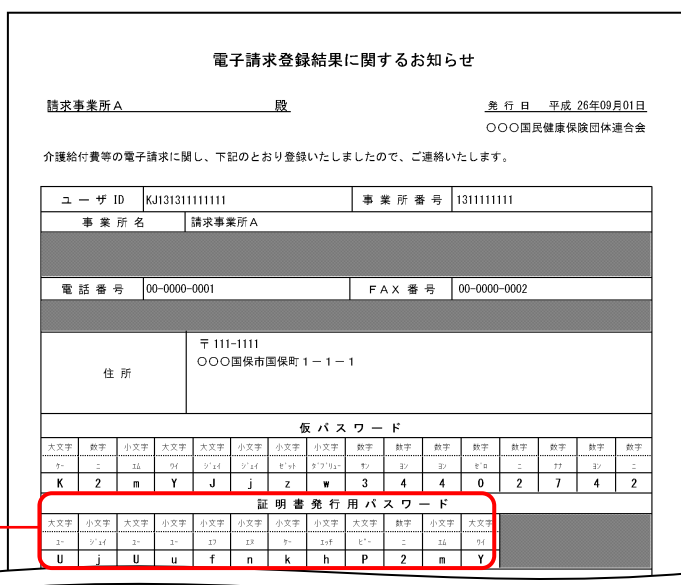 電子請求登録結果に関するお知らせ
請求事業所A 殿
発行日 平成 26年09月01日
〇〇〇国民健康保険団体連合会
介護給付費等の電子請求に関し、下記のとおり登録いたしましたので、ご連絡いたします。
ユーザID KJ131311111111 事業所番号 1311111111
事業所名 請求事業所A
電話番号 00-0000-0001 FAX番号 00-0000-0002
〒111-1111
住所 〇〇〇国保市国保町1-1-1
仮パスワード
大文字 数字 小文字 大文字 大文字 小文字 小文字 小文字 数字 数字 数字 数字 数字 数字 数字 数字
ケー ニ エム ワイ ジェイ ジェイ ゼット ダブリュー サン ヨン ヨン ゼロ ニ ナナ ヨン ニ
K 2 m Y J j z w 3 4 4 0 2 7 4 2
証明書発行用パスワード
大文字 小文字 大文字 小文字 小文字 小文字 小文字 小文字 大文字 数字 小文字 大文字
ユー ジェイ ユー ユー エフ エヌ ケー エッチ ピー ニ エム ワイ
U j U u f n k h P 2 m Y